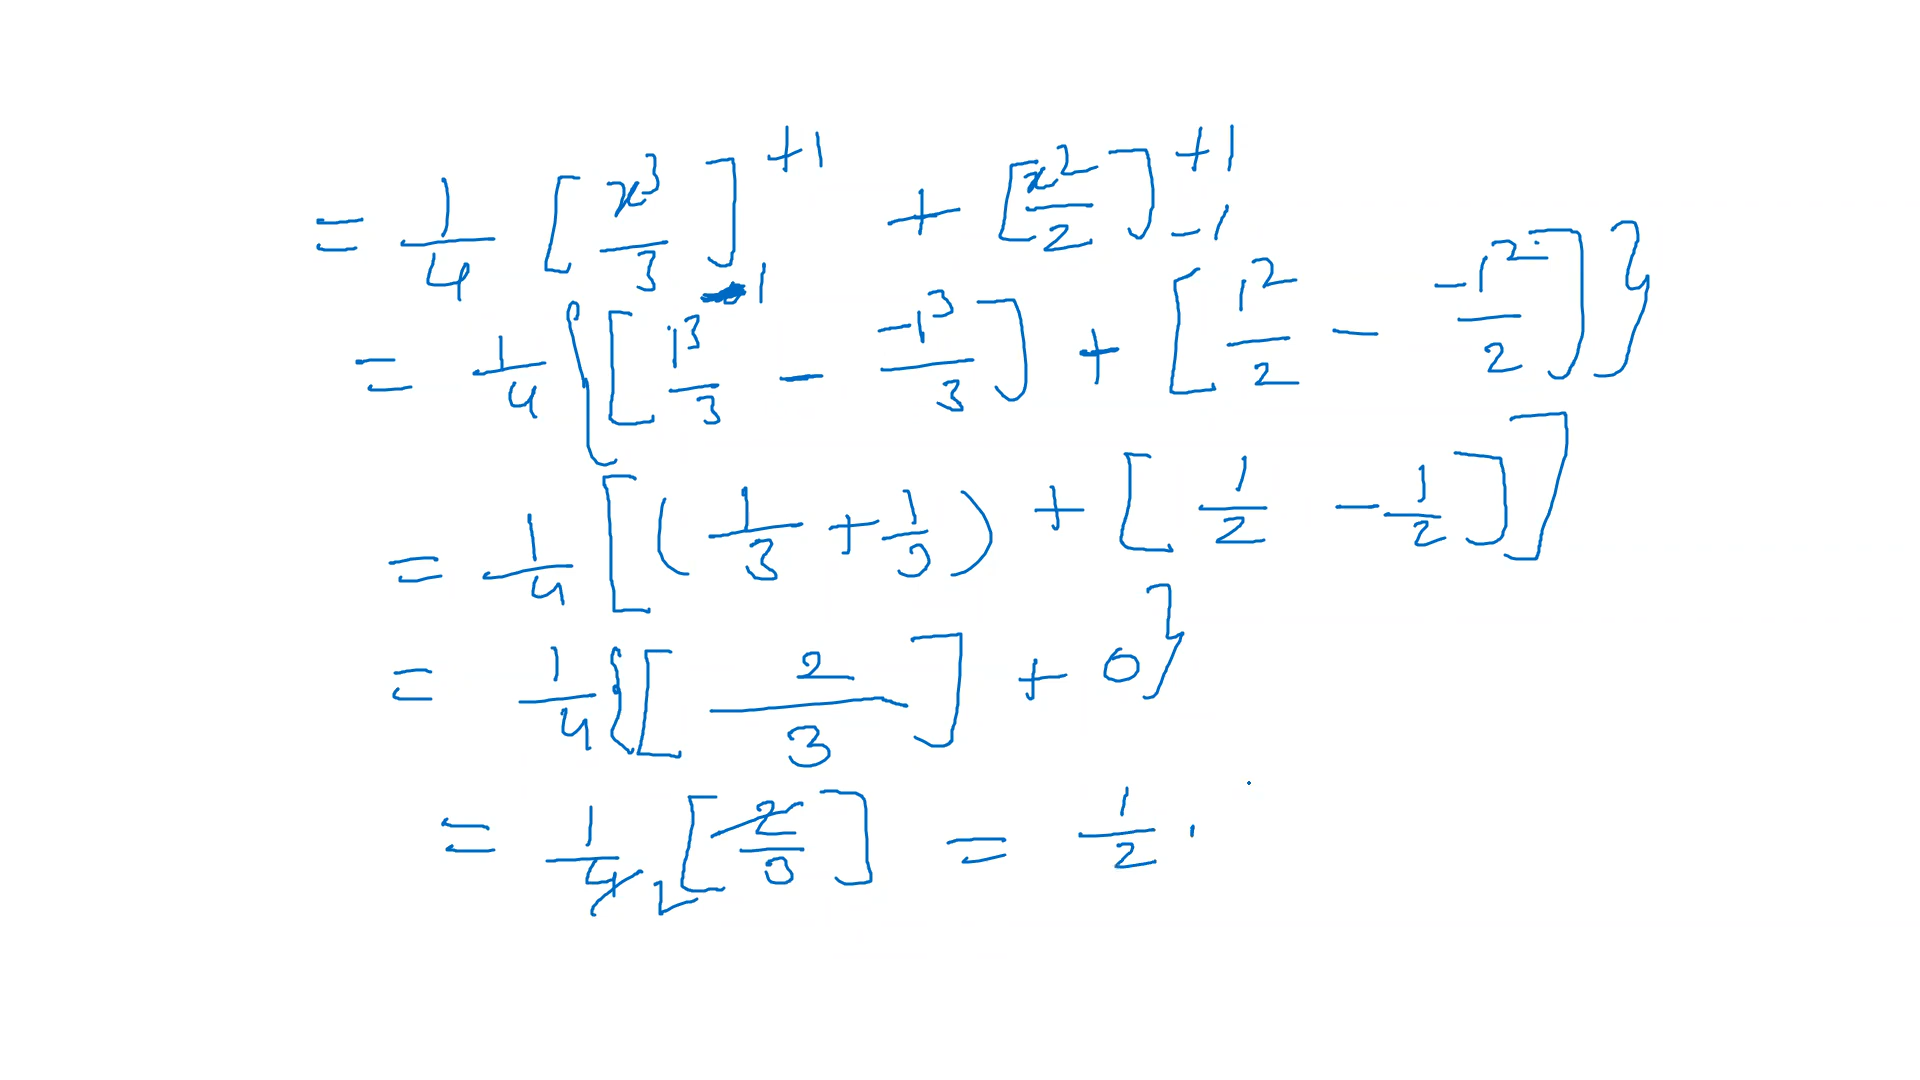 = 1/4 [x³/3]₋₁⁺¹ + [x²/2]₋₁⁺¹
= 1/4 {[1³/3 - -1³/3] + [1²/2 - -1²/2]}
= 1/4 [(1/3 + 1/3) + [1/2 - 1/2]]
= 1/4 {[2/3] + 0}
= 1/4 2 [2/3] = 1/2 .